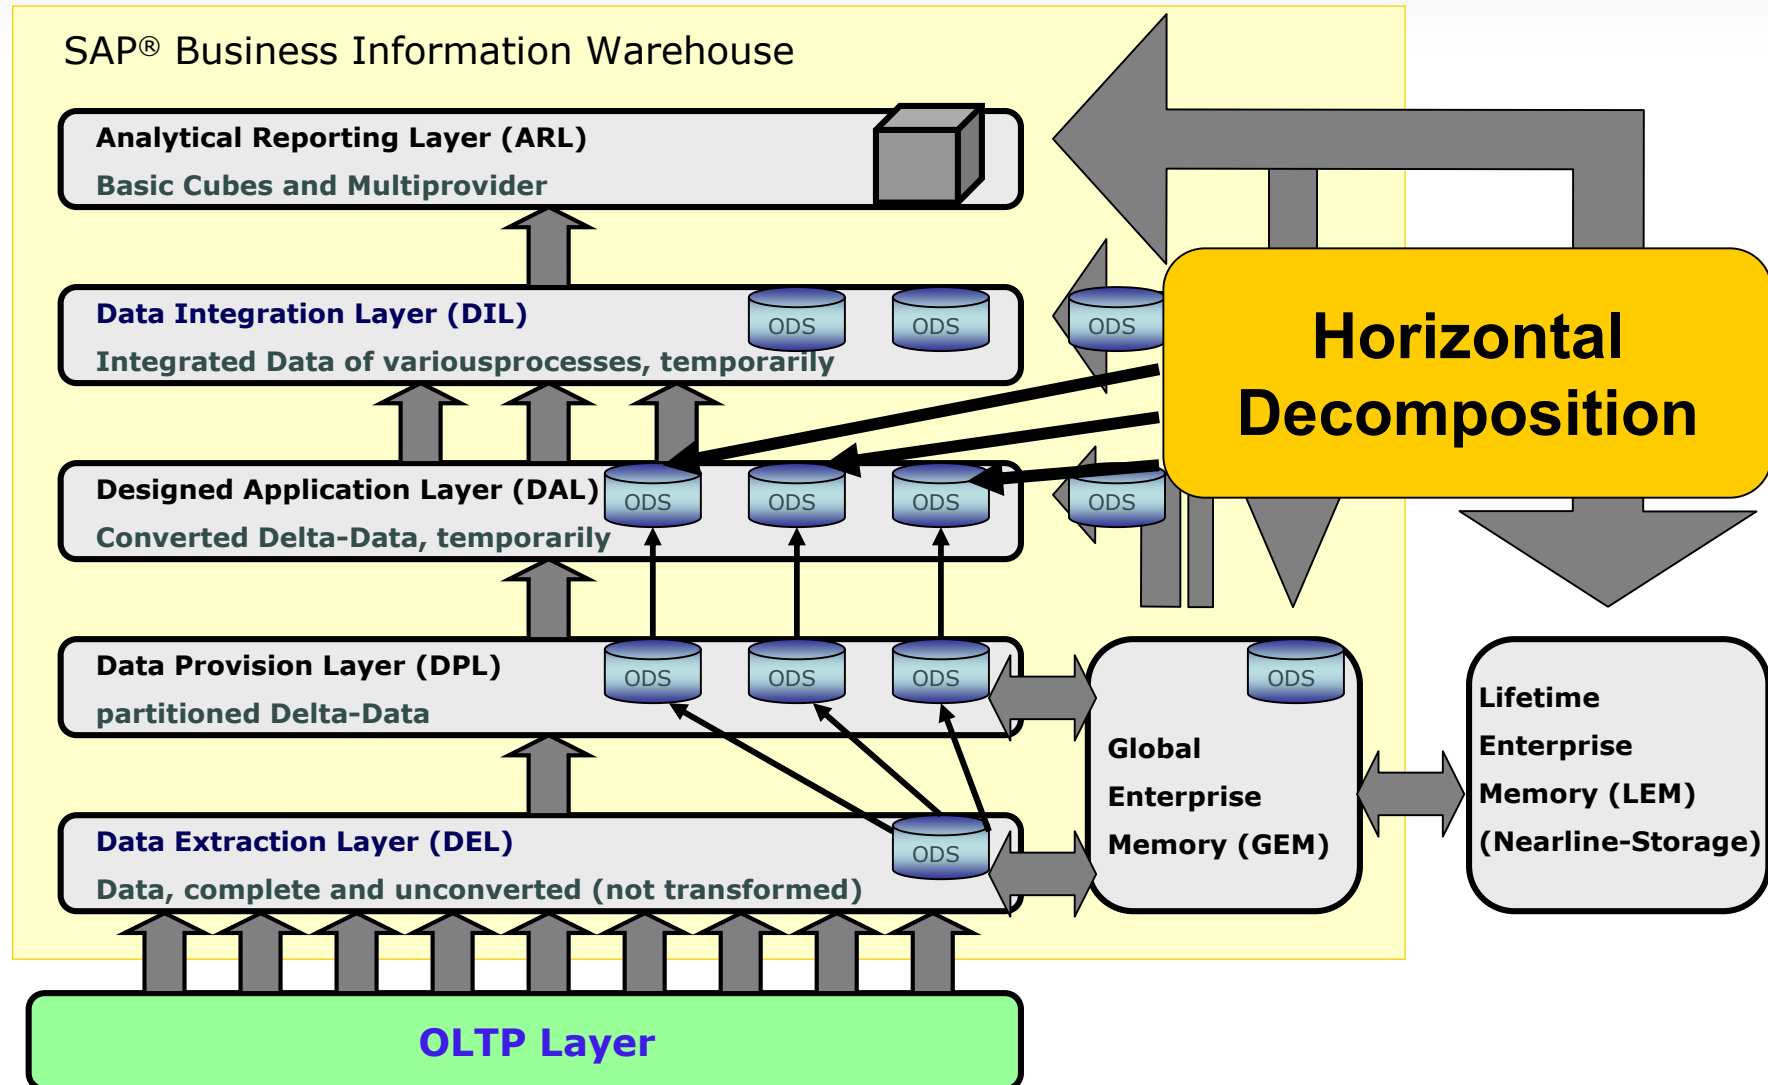 SAP® Business Information Warehouse
Analytical Reporting Layer (ARL)
Basic Cubes and Multiprovider
Data Integration Layer (DIL)
ODS
ODS
ODS
Integrated Data of variousprocesses, temporarily
Horizontal
Decomposition
Designed Application Layer (DAL)
ODS
ODS
ODS
ODS
Converted Delta-Data, temporarily
Data Provision Layer (DPL)
ODS
ODS
ODS
partitioned Delta-Data
ODS
Global
Enterprise
Memory (GEM)
Lifetime
Enterprise
Memory (LEM)
(Nearline-Storage)
Data Extraction Layer (DEL)
ODS
Data, complete and unconverted (not transformed)
OLTP Layer